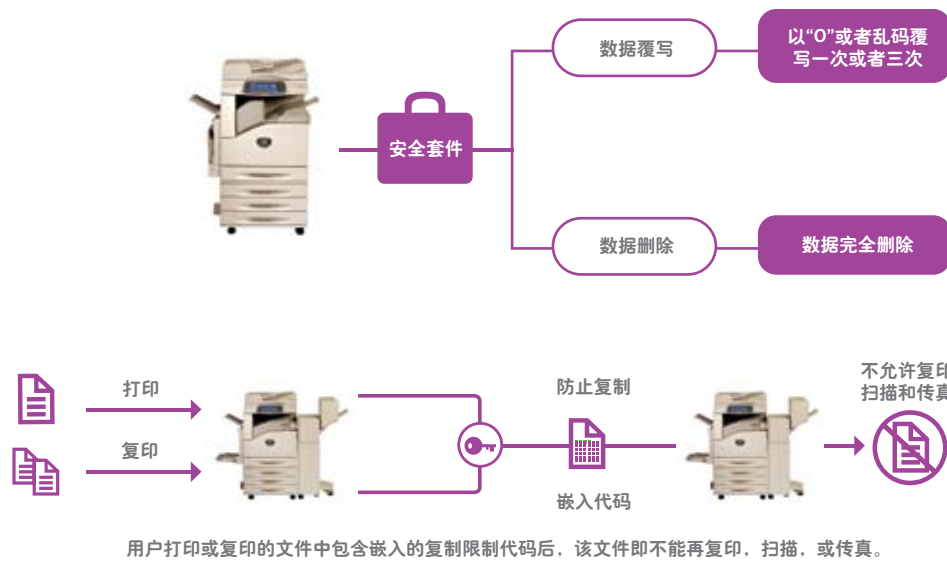 数据覆写
以“O”或者乱码覆
写一次或者三次
安全套件
数据删除
数据完全删除
打印
复印
防止复制
嵌入代码
不允许复印
扫描和传真
用户打印或复印的文件中包含嵌入的复制限制代码后，该文件即不能再复印，扫描，或传真。